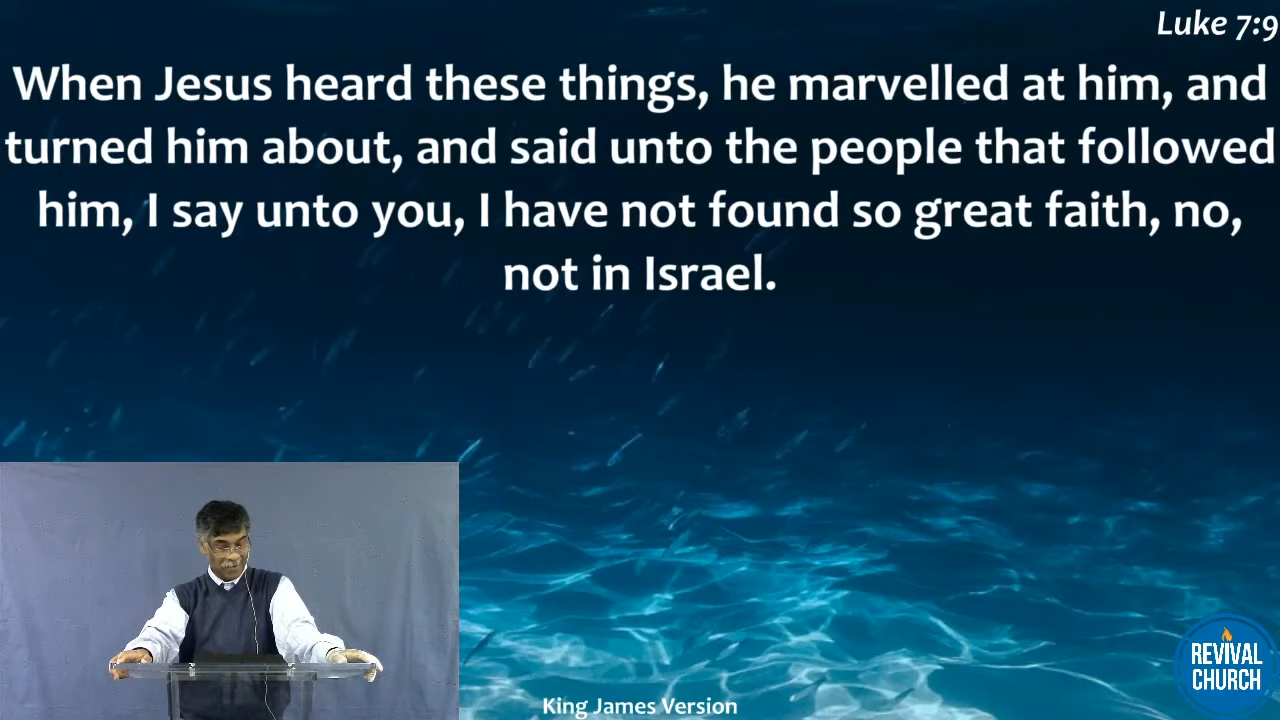 Luke 7:9
When Jesus heard these things, he marvelled at him, and
turned him about, and said unto the people that followed
him, I say unto you, I have not found so great faith, no,
not in Israel.
REVIVAL
CHURCH
King James Version